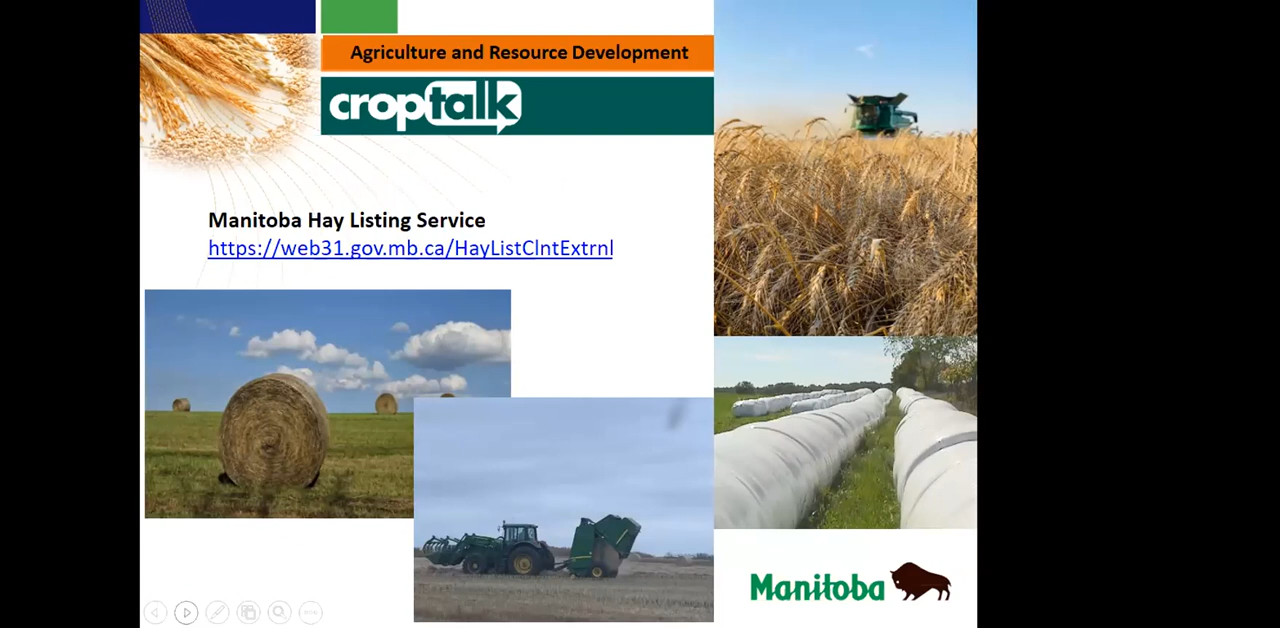 Agriculture and Resource Development
croptalk
Manitoba Hay Listing Service
https://web31.gov.mb.ca/HayListClntExtrnl
Manitoba